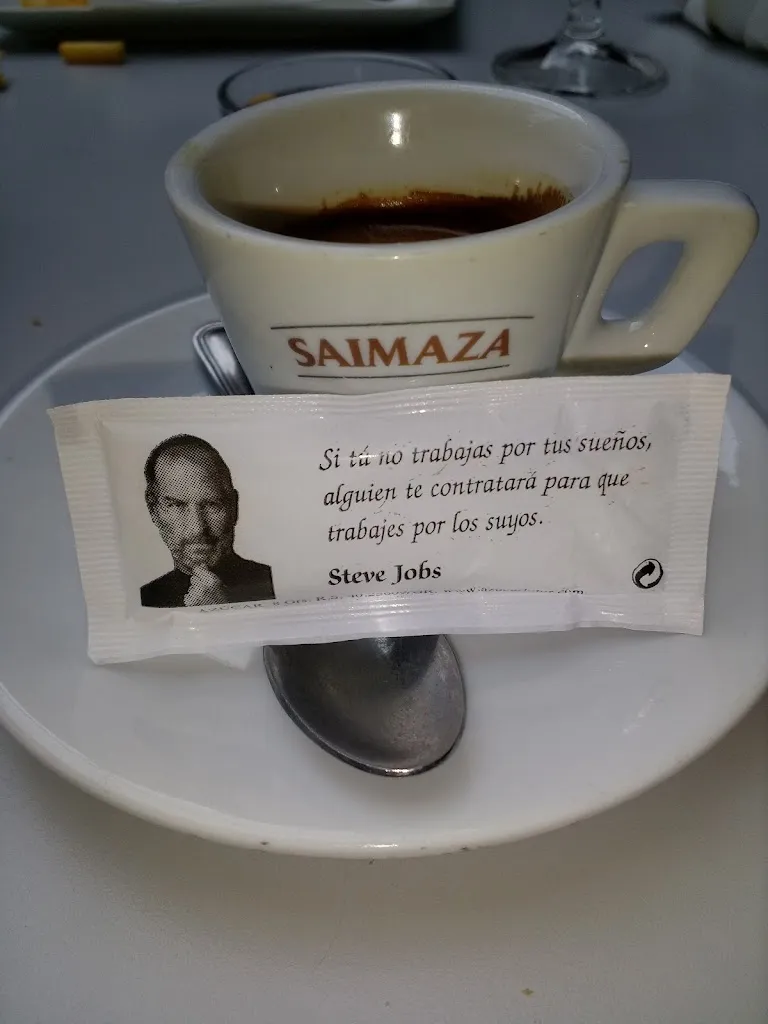 SAIMAZA
Si tú no trabajas por tus sueños,
alguien te contratará para que
trabajes por los suyos.
Steve Jobs
AZÚCAR